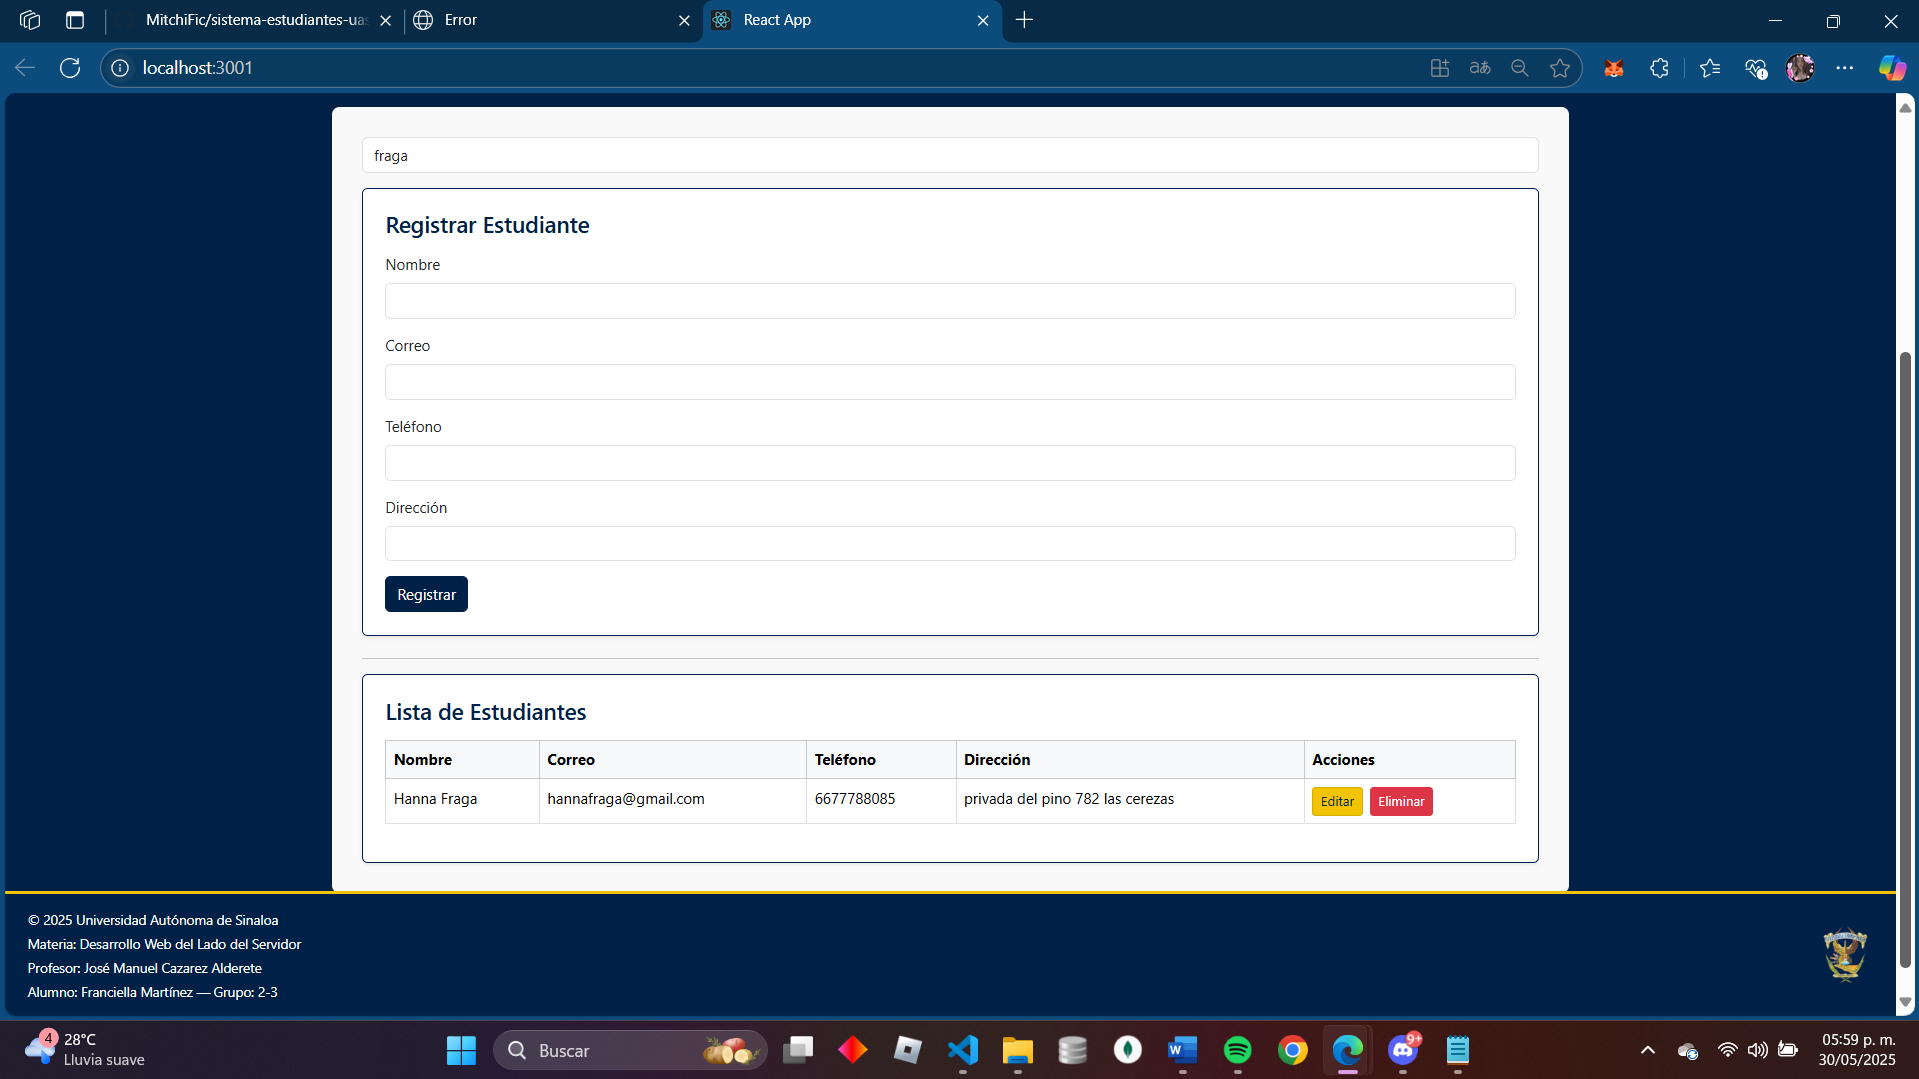 MitchiFic/sistema-estudiantes-uas
Error
React App
localhost:3001
fraga
Registrar Estudiante
Nombre
Correo
Teléfono
Dirección
Registrar
Lista de Estudiantes
Nombre Correo Teléfono Dirección Acciones
Hanna Fraga hannafraga@gmail.com 6677788085 privada del pino 782 las cerezas Editar Eliminar
© 2025 Universidad Autónoma de Sinaloa
Materia: Desarrollo Web del Lado del Servidor
Profesor: José Manuel Cazarez Alderete
Alumno: Franciella Martínez — Grupo: 2-3
4
28°C
Lluvia suave
Buscar
9+
05:59 p. m.
30/05/2025